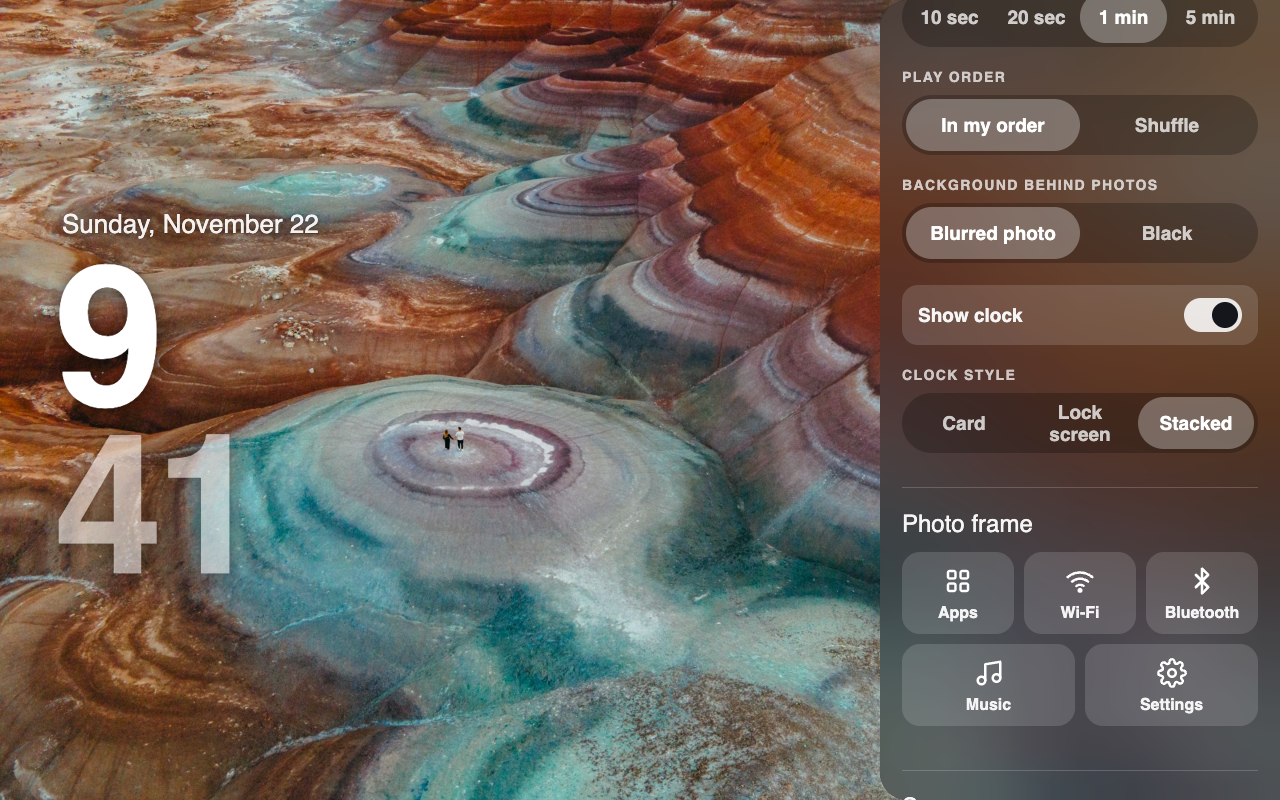 10 sec 20 sec 1 min 5 min
PLAY ORDER
In my order Shuffle
BACKGROUND BEHIND PHOTOS
Blurred photo Black
Show clock
CLOCK STYLE
Card Lock screen Stacked
Photo frame
Apps Wi-Fi Bluetooth
Music Settings
Sunday, November 22
9
41